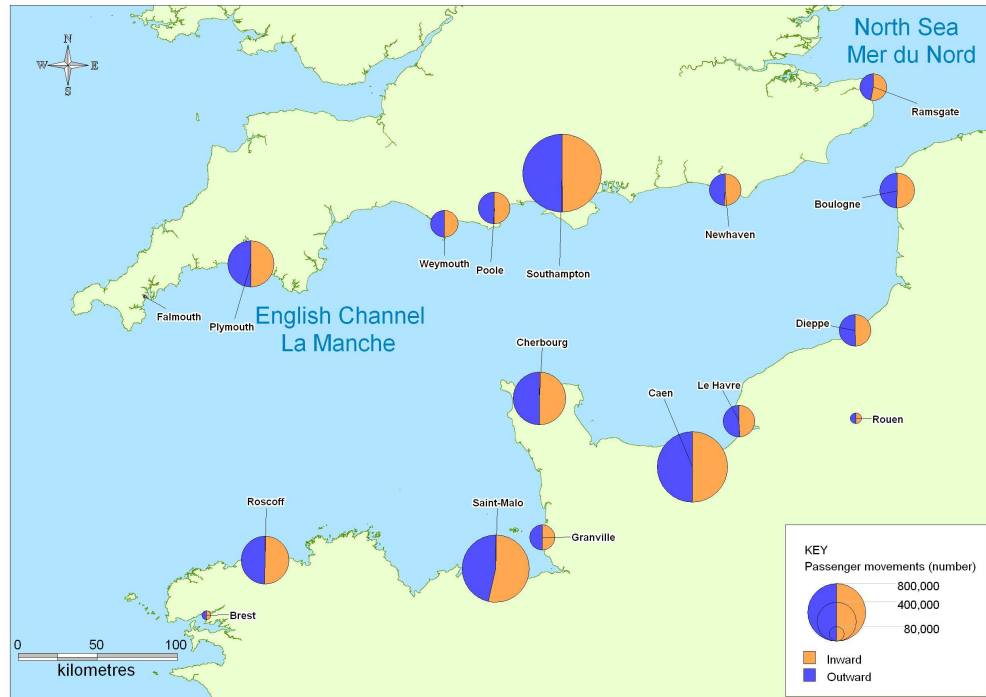 North Sea
Mer du Nord
N
W E
S
Ramsgate
Boulogne
Newhaven
Weymouth
Poole
Southampton
Falmouth
Plymouth
English Channel
La Manche
Dieppe
Cherbourg
Le Havre
Caen
Rouen
Roscoff
Saint-Malo
Granville
Brest
KEY
Passenger movements (number)
800,000
400,000
80,000
Inward
Outward
0 50 100
kilometres